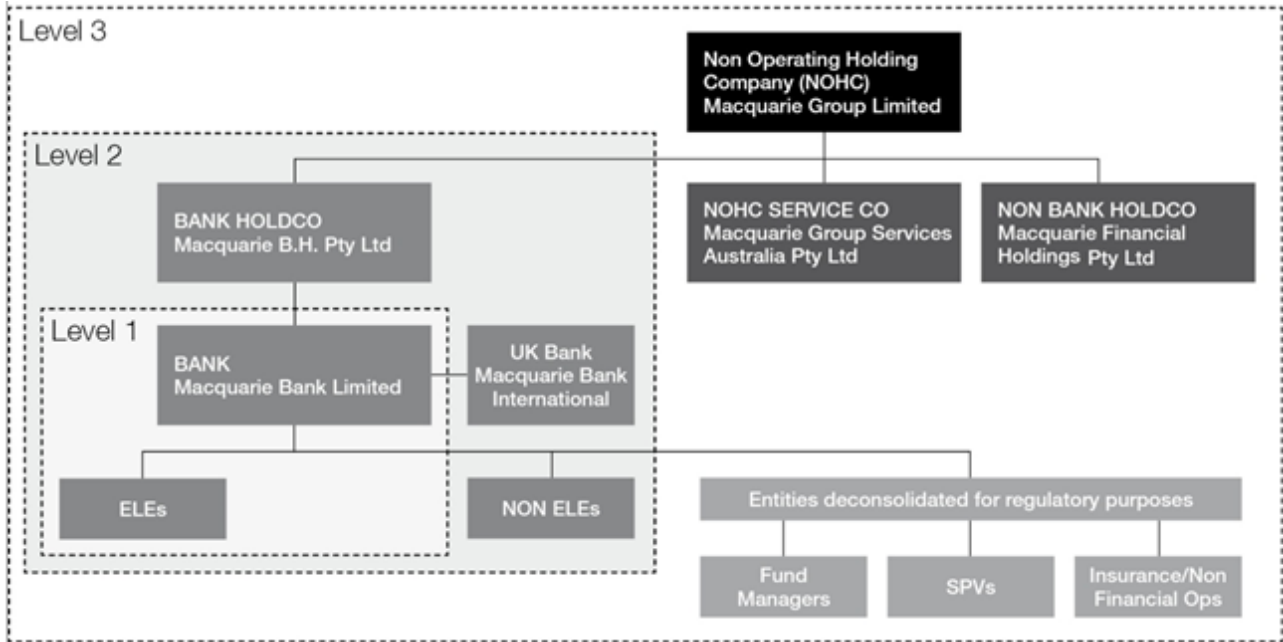 Level 3
Non Operating Holding
Company (NOHC)
Macquarie Group Limited
Level 2
BANK HOLDCO
Macquarie B.H. Pty Ltd
NOHC SERVICE CO
Macquarie Group Services
Australia Pty Ltd
NON BANK HOLDCO
Macquarie Financial
Holdings Pty Ltd
Level 1
BANK
Macquarie Bank Limited
UK Bank
Macquarie Bank
International
ELEs
NON ELEs
Entities deconsolidated for regulatory purposes
Fund
Managers
SPVs
Insurance/Non
Financial Ops